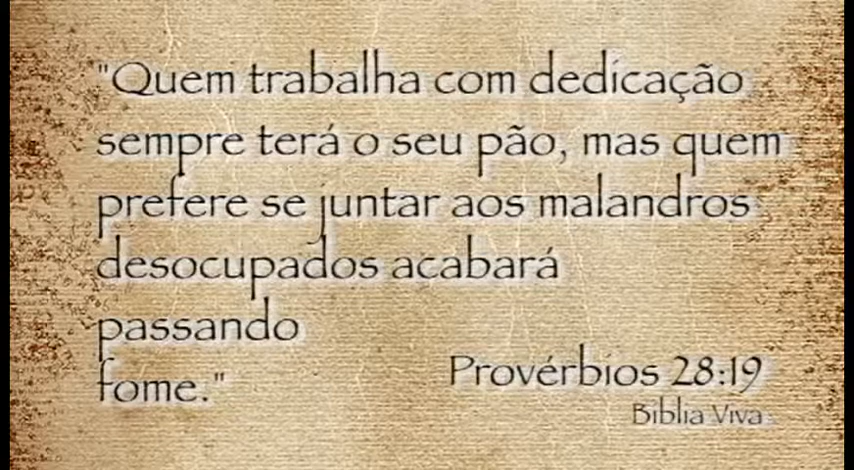 "Quem trabalha com dedicação
sempre terá o seu pão, mas quem
prefere se juntar aos malandros
desocupados acabará
passando
fome."
Provérbios 28:19
Bíblia Viva